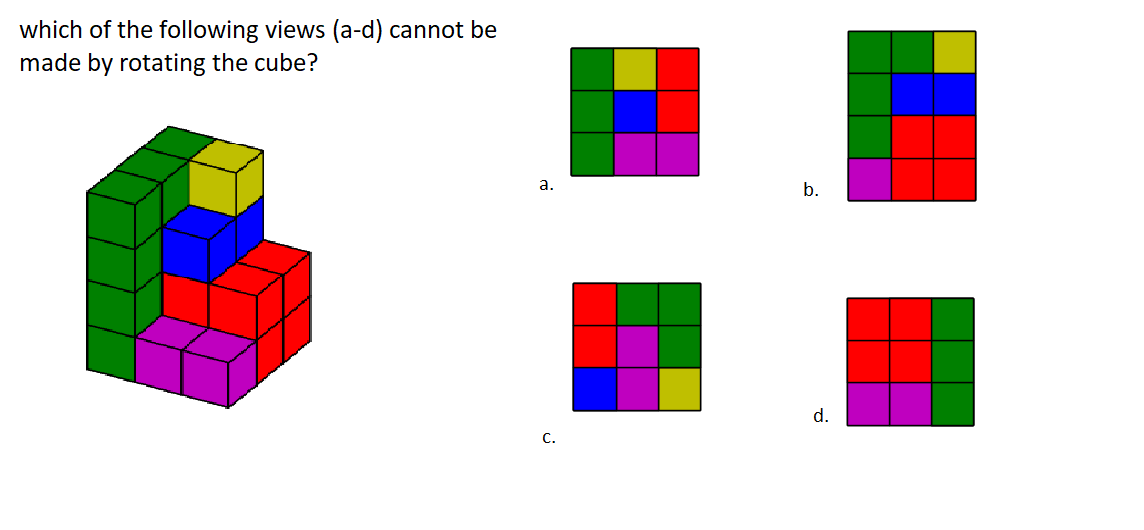 which of the following views (a-d) cannot be
made by rotating the cube?
a.
b.
c.
d.